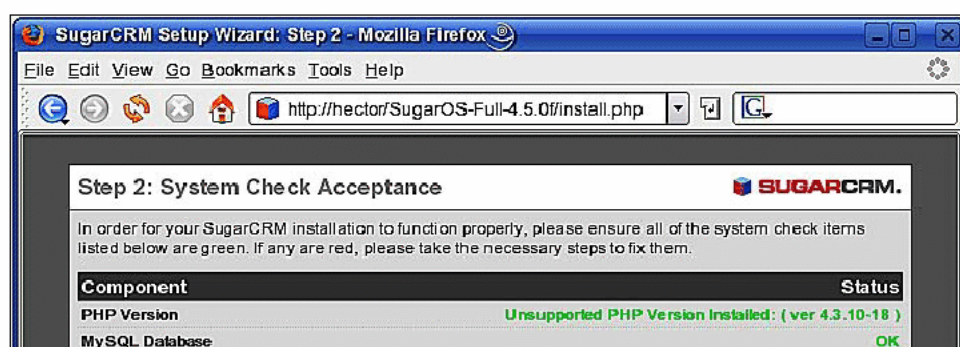 SugarCRM Setup Wizard: Step 2 - Mozilla Firefox
File Edit View Go Bookmarks Tools Help
http://hector/SugarOS-Full-4.5.0f/install.php
G
Step 2: System Check Acceptance
SUGARCRM.
In order for your SugarCRM installation to function properly, please ensure all of the system check items
listed below are green. If any are red, please take the necessary steps to fix them.
Component Status
PHP Version Unsupported PHP Version Installed: ( ver 4.3.10-18 )
MySQL Database OK